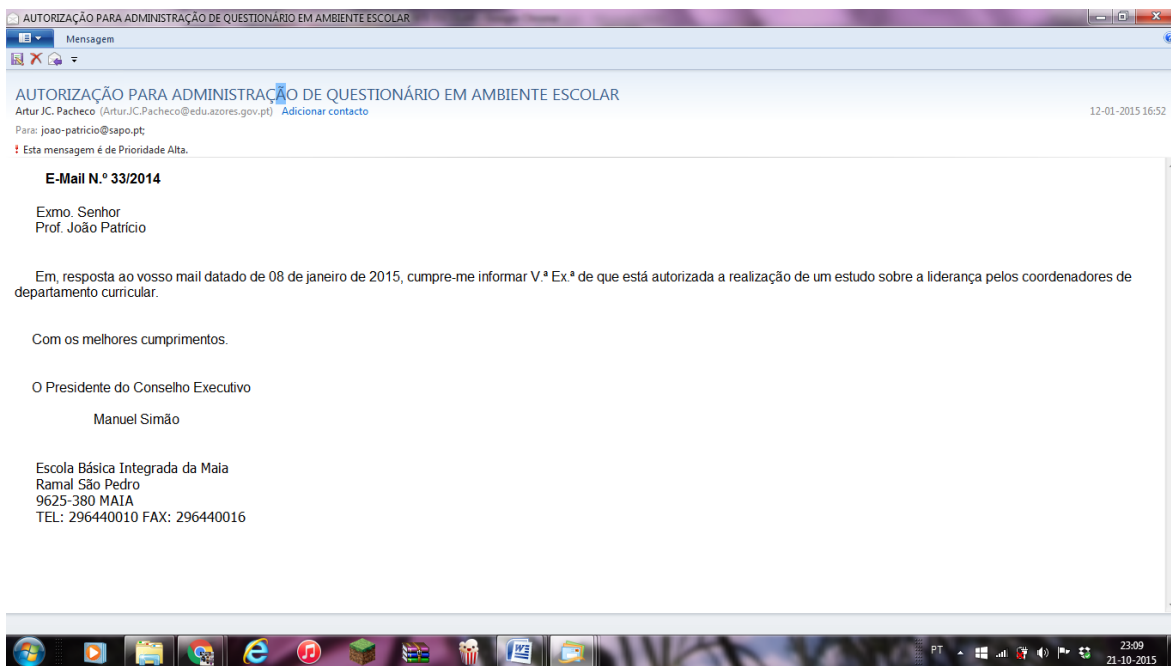 AUTORIZAÇÃO PARA ADMINISTRAÇÃO DE QUESTIONÁRIO EM AMBIENTE ESCOLAR
Mensagem
AUTORIZAÇÃO PARA ADMINISTRAÇÃO DE QUESTIONÁRIO EM AMBIENTE ESCOLAR
Artur JC. Pacheco (Artur.JC.Pacheco@edu.azores.gov.pt) Adicionar contacto 12-01-2015 16:52
Para: joao-patricio@sapo.pt;
! Esta mensagem é de Prioridade Alta.
E-Mail N.º 33/2014
Exmo. Senhor
Prof. João Patrício
Em, resposta ao vosso mail datado de 08 de janeiro de 2015, cumpre-me informar V.ª Ex.ª de que está autorizada a realização de um estudo sobre a liderança pelos coordenadores de
departamento curricular.
Com os melhores cumprimentos.
O Presidente do Conselho Executivo
Manuel Simão
Escola Básica Integrada da Maia
Ramal São Pedro
9625-380 MAIA
TEL: 296440010 FAX: 296440016
PT 23:09
21-10-2015